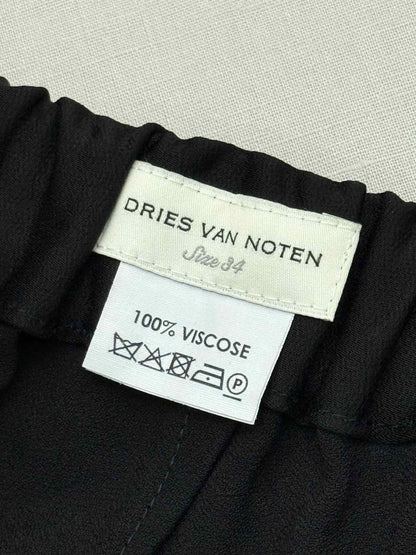 DRIES VAN NOTEN
Size 34
100% VISCOSE
P